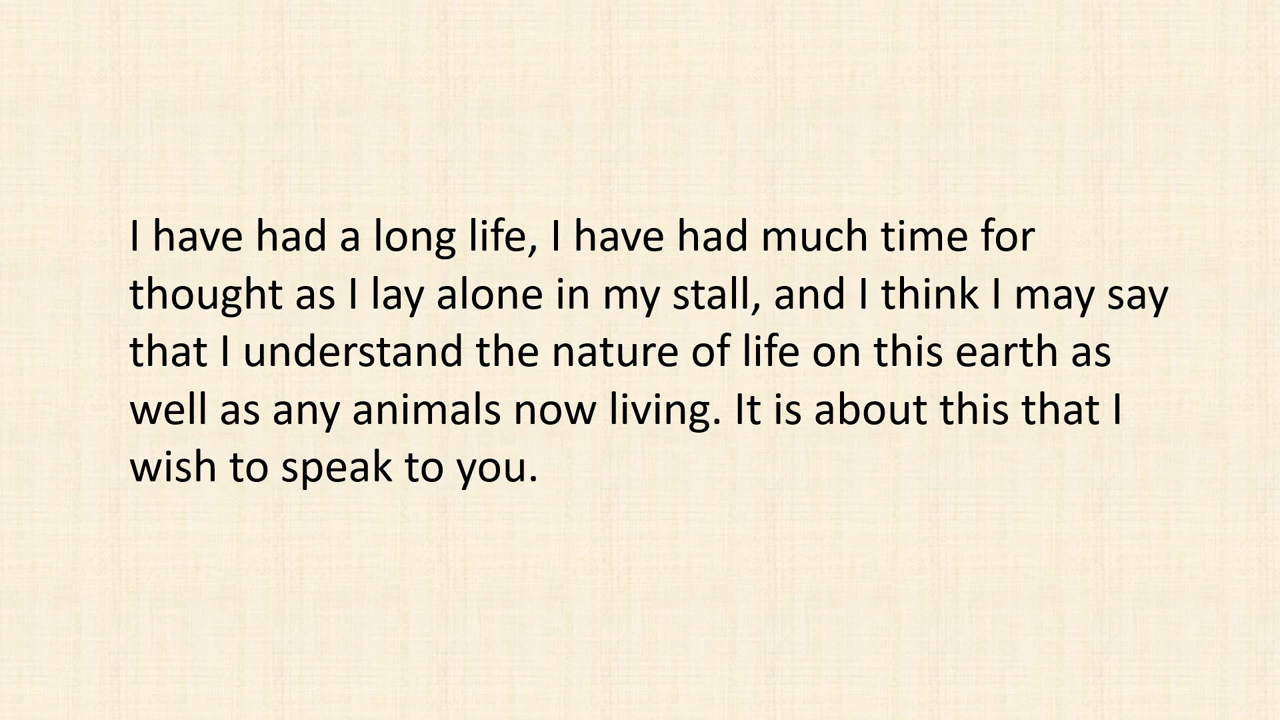 I have had a long life, I have had much time for
thought as I lay alone in my stall, and I think I may say
that I understand the nature of life on this earth as
well as any animals now living. It is about this that I
wish to speak to you.